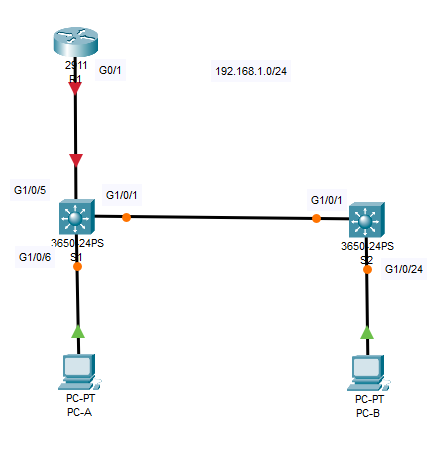 2911
R1
G0/1
192.168.1.0/24
G1/0/5
G1/0/1
G1/0/1
3650-24PS
S1
3650-24PS
S2
G1/0/6
G1/0/24
PC-PT
PC-A
PC-PT
PC-B